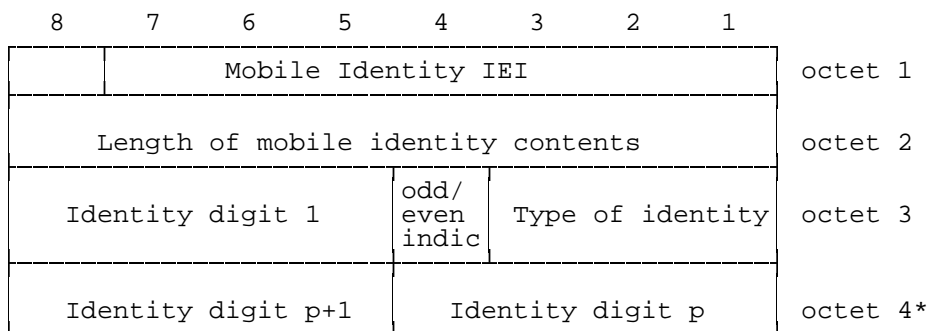 8 7 6 5 4 3 2 1
Mobile Identity IEI octet 1
Length of mobile identity contents octet 2
odd/
Identity digit 1 even Type of identity octet 3
indic
Identity digit p+1 Identity digit p octet 4*